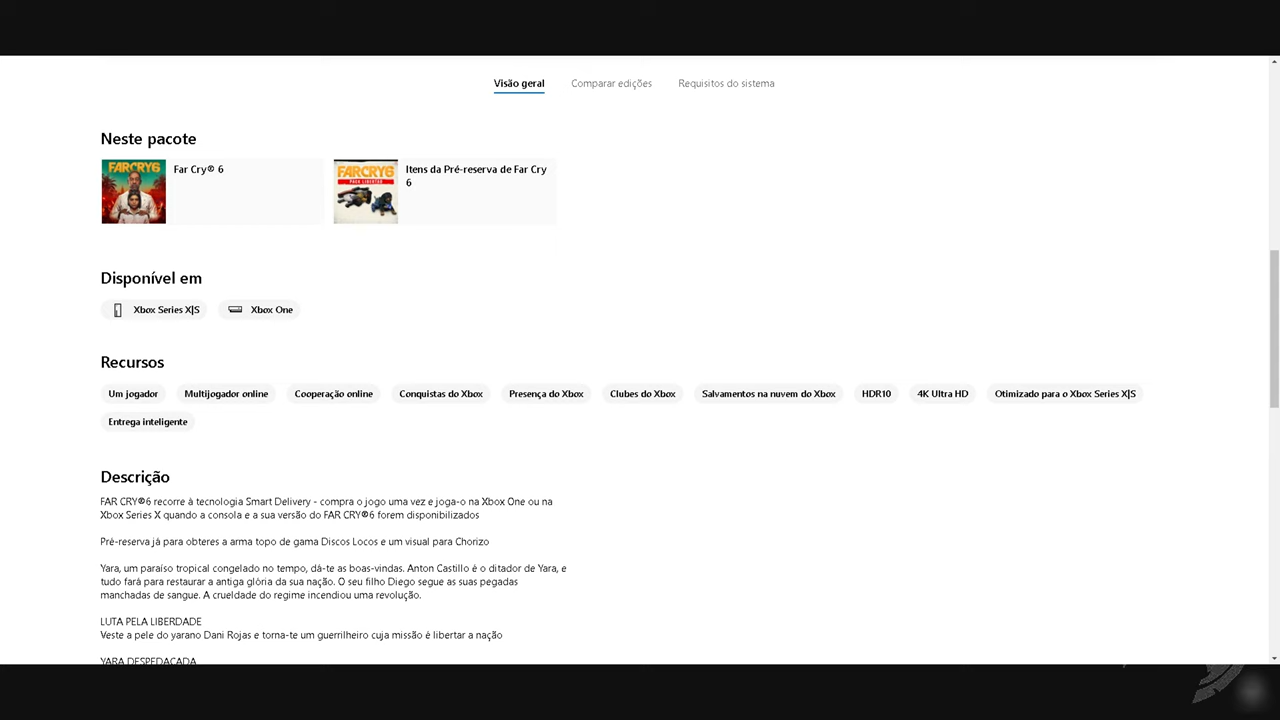 Visão geral
Comparar edições
Requisitos do sistema
Neste pacote
FARCRY6
Far Cry® 6
FARCRY6
PACK LIBERTAD
Itens da Pré-reserva de Far Cry
6
Disponível em
Xbox Series X|S
Xbox One
Recursos
Um jogador
Multijogador online
Cooperação online
Conquistas do Xbox
Presença do Xbox
Clubes do Xbox
Salvamentos na nuvem do Xbox
HDR10
4K Ultra HD
Otimizado para o Xbox Series X|S
Entrega inteligente
Descrição
FAR CRY®6 recorre à tecnologia Smart Delivery - compra o jogo uma vez e joga-o na Xbox One ou na
Xbox Series X quando a consola e a sua versão do FAR CRY®6 forem disponibilizados
Pré-reserva já para obteres a arma topo de gama Discos Locos e um visual para Chorizo
Yara, um paraíso tropical congelado no tempo, dá-te as boas-vindas. Anton Castillo é o ditador de Yara, e
tudo fará para restaurar a antiga glória da sua nação. O seu filho Diego segue as suas pegadas
manchadas de sangue. A crueldade do regime incendiou uma revolução.
LUTA PELA LIBERDADE
Veste a pele do yarano Dani Rojas e torna-te um guerrilheiro cuja missão é libertar a nação
YARA DESPEDAÇADA